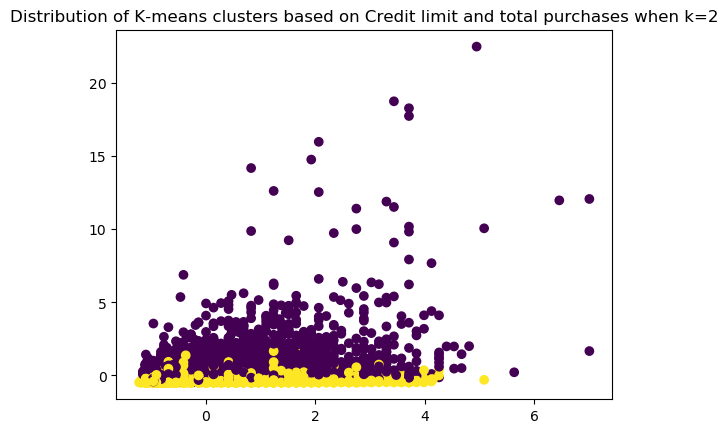 Distribution of K-means clusters based on Credit limit and total purchases when k=2
20
15
10
5
0
0 2 4 6